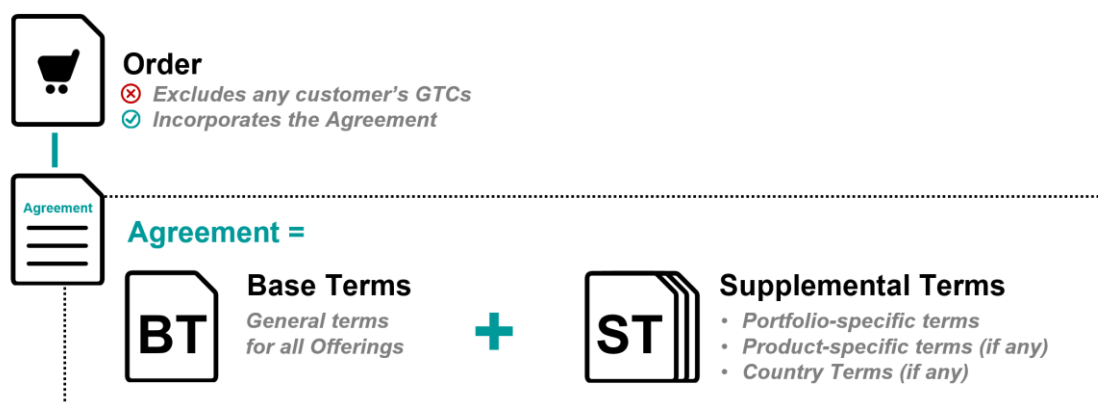 Order
Excludes any customer's GTCs
Incorporates the Agreement
Agreement
Agreement =
BT
Base Terms
General terms
for all Offerings
+
ST
Supplemental Terms
• Portfolio-specific terms
• Product-specific terms (if any)
• Country Terms (if any)